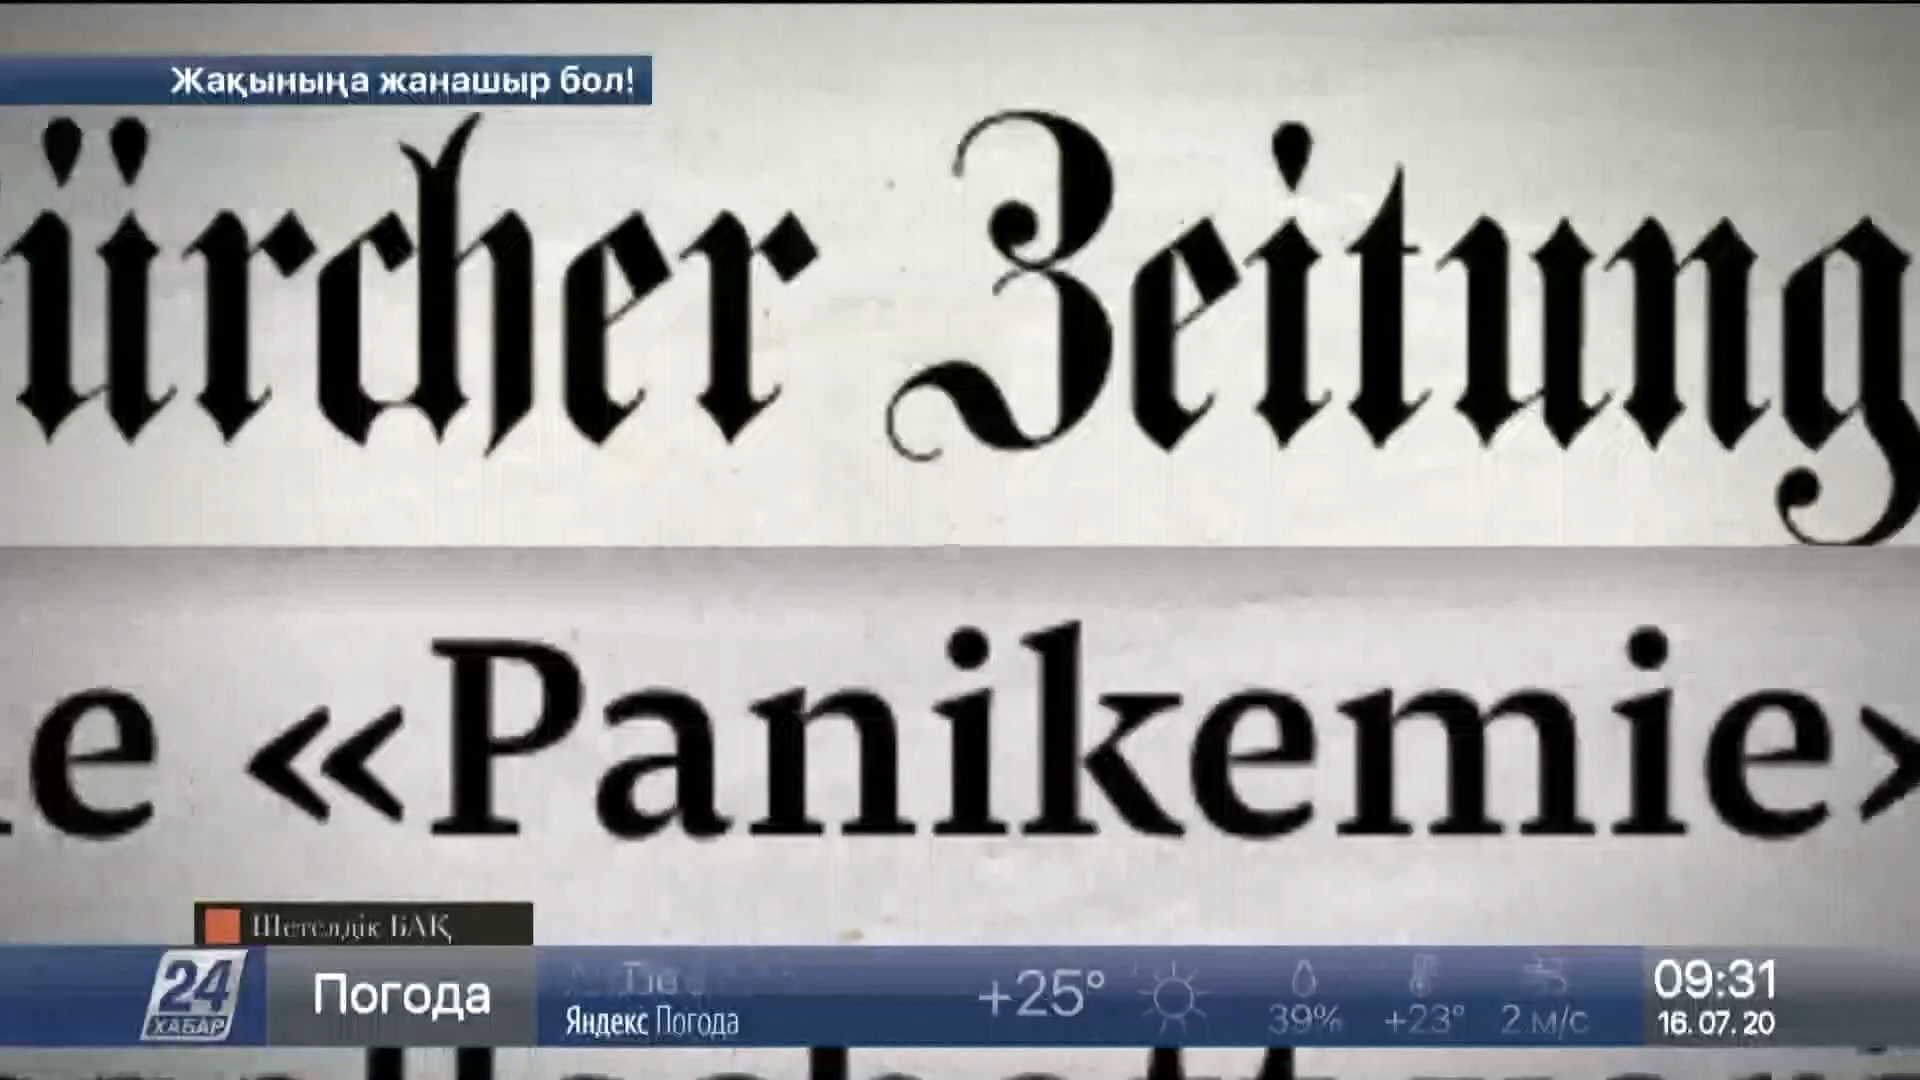 Жақыныңа жанашыр бол!
ürcher Zeitung
e «Panikemie»
Шетелдік БАҚ
24
ХАБАР
Погода
Яндекс Погода
+25°
39%
+23°
2 м/с
09:31
16.07.20